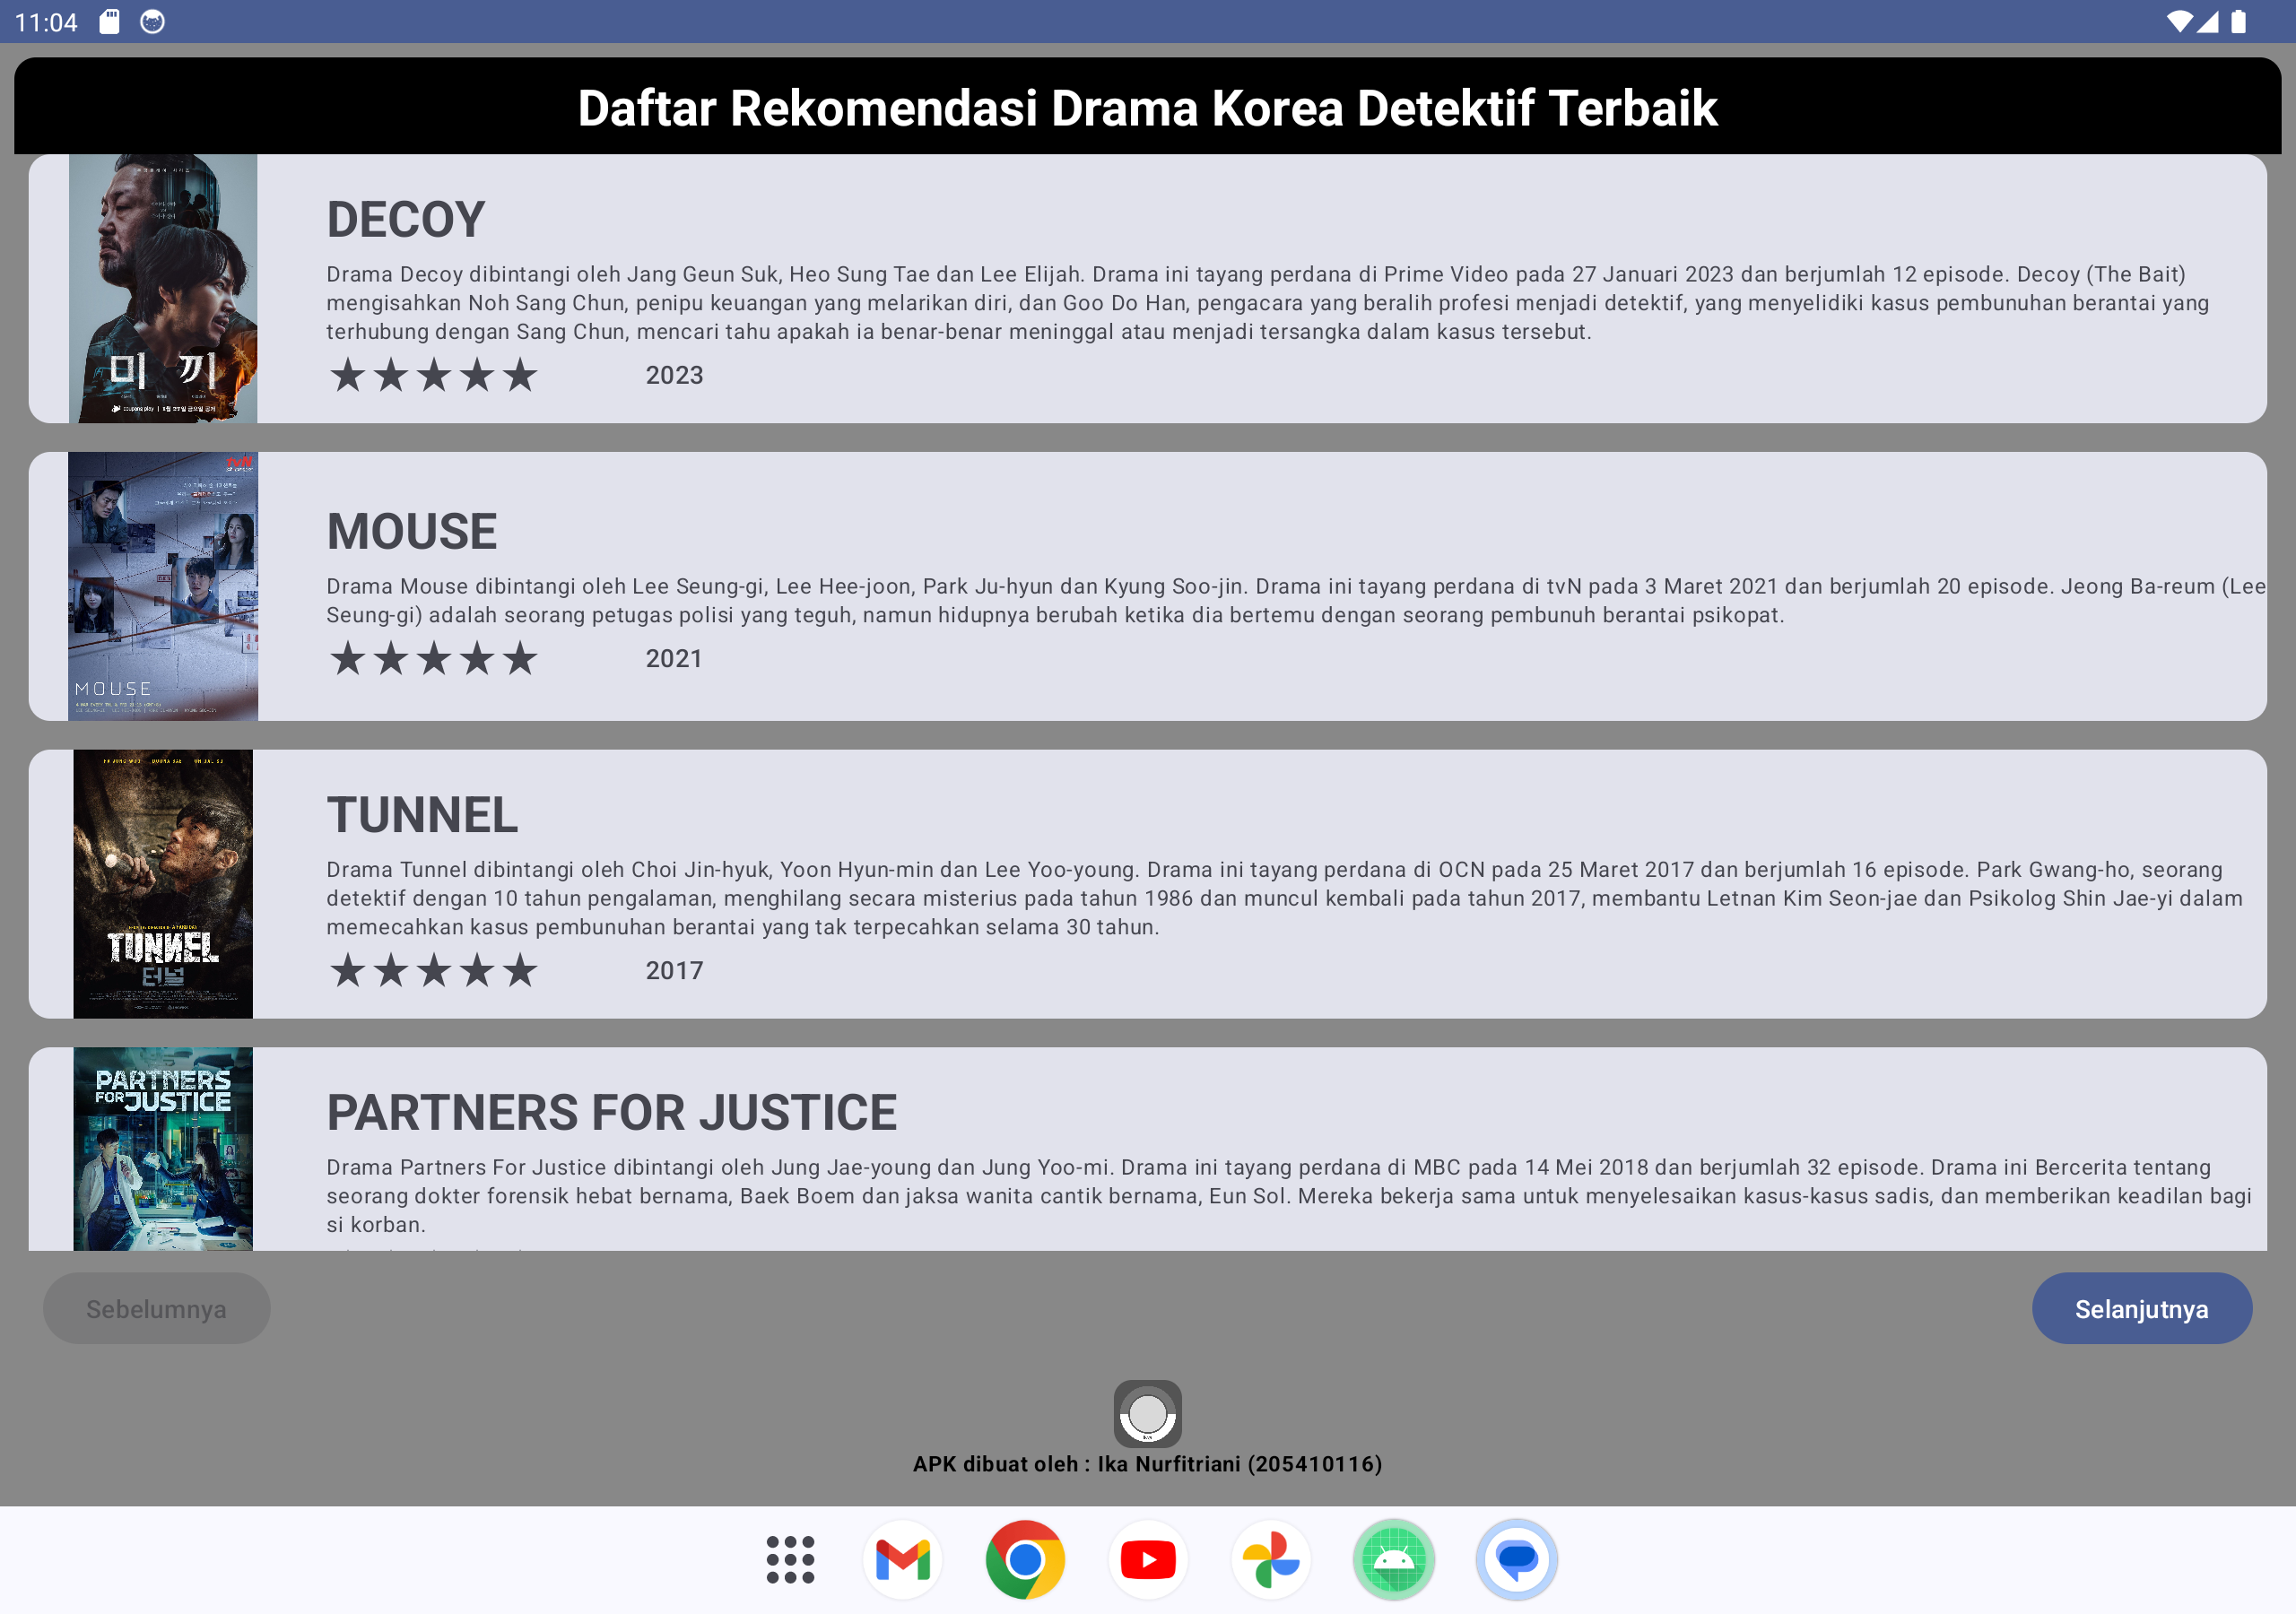 11:04
Daftar Rekomendasi Drama Korea Detektif Terbaik
DECOY
Drama Decoy dibintangi oleh Jang Geun Suk, Heo Sung Tae dan Lee Elijah. Drama ini tayang perdana di Prime Video pada 27 Januari 2023 dan berjumlah 12 episode. Decoy (The Bait)
mengisahkan Noh Sang Chun, penipu keuangan yang melarikan diri, dan Goo Do Han, pengacara yang beralih profesi menjadi detektif, yang menyelidiki kasus pembunuhan berantai yang
terhubung dengan Sang Chun, mencari tahu apakah ia benar-benar meninggal atau menjadi tersangka dalam kasus tersebut.
★★★★★ 2023
미끼
coupang play
tvN
MOUSE
Drama Mouse dibintangi oleh Lee Seung-gi, Lee Hee-joon, Park Ju-hyun dan Kyung Soo-jin. Drama ini tayang perdana di tvN pada 3 Maret 2021 dan berjumlah 20 episode. Jeong Ba-reum (Lee
Seung-gi) adalah seorang petugas polisi yang teguh, namun hidupnya berubah ketika dia bertemu dengan seorang pembunuh berantai psikopat.
★★★★★ 2021
MOUSE
TUNNEL
Drama Tunnel dibintangi oleh Choi Jin-hyuk, Yoon Hyun-min dan Lee Yoo-young. Drama ini tayang perdana di OCN pada 25 Maret 2017 dan berjumlah 16 episode. Park Gwang-ho, seorang
detektif dengan 10 tahun pengalaman, menghilang secara misterius pada tahun 1986 dan muncul kembali pada tahun 2017, membantu Letnan Kim Seon-jae dan Psikolog Shin Jae-yi dalam
memecahkan kasus pembunuhan berantai yang tak terpecahkan selama 30 tahun.
★★★★★ 2017
TUNNEL
터널
PARTNERS
FOR JUSTICE
PARTNERS FOR JUSTICE
Drama Partners For Justice dibintangi oleh Jung Jae-young dan Jung Yoo-mi. Drama ini tayang perdana di MBC pada 14 Mei 2018 dan berjumlah 32 episode. Drama ini Bercerita tentang
seorang dokter forensik hebat bernama, Baek Boem dan jaksa wanita cantik bernama, Eun Sol. Mereka bekerja sama untuk menyelesaikan kasus-kasus sadis, dan memberikan keadilan bagi
si korban.
Sebelumnya
Selanjutnya
APK dibuat oleh : Ika Nurfitriani (205410116)